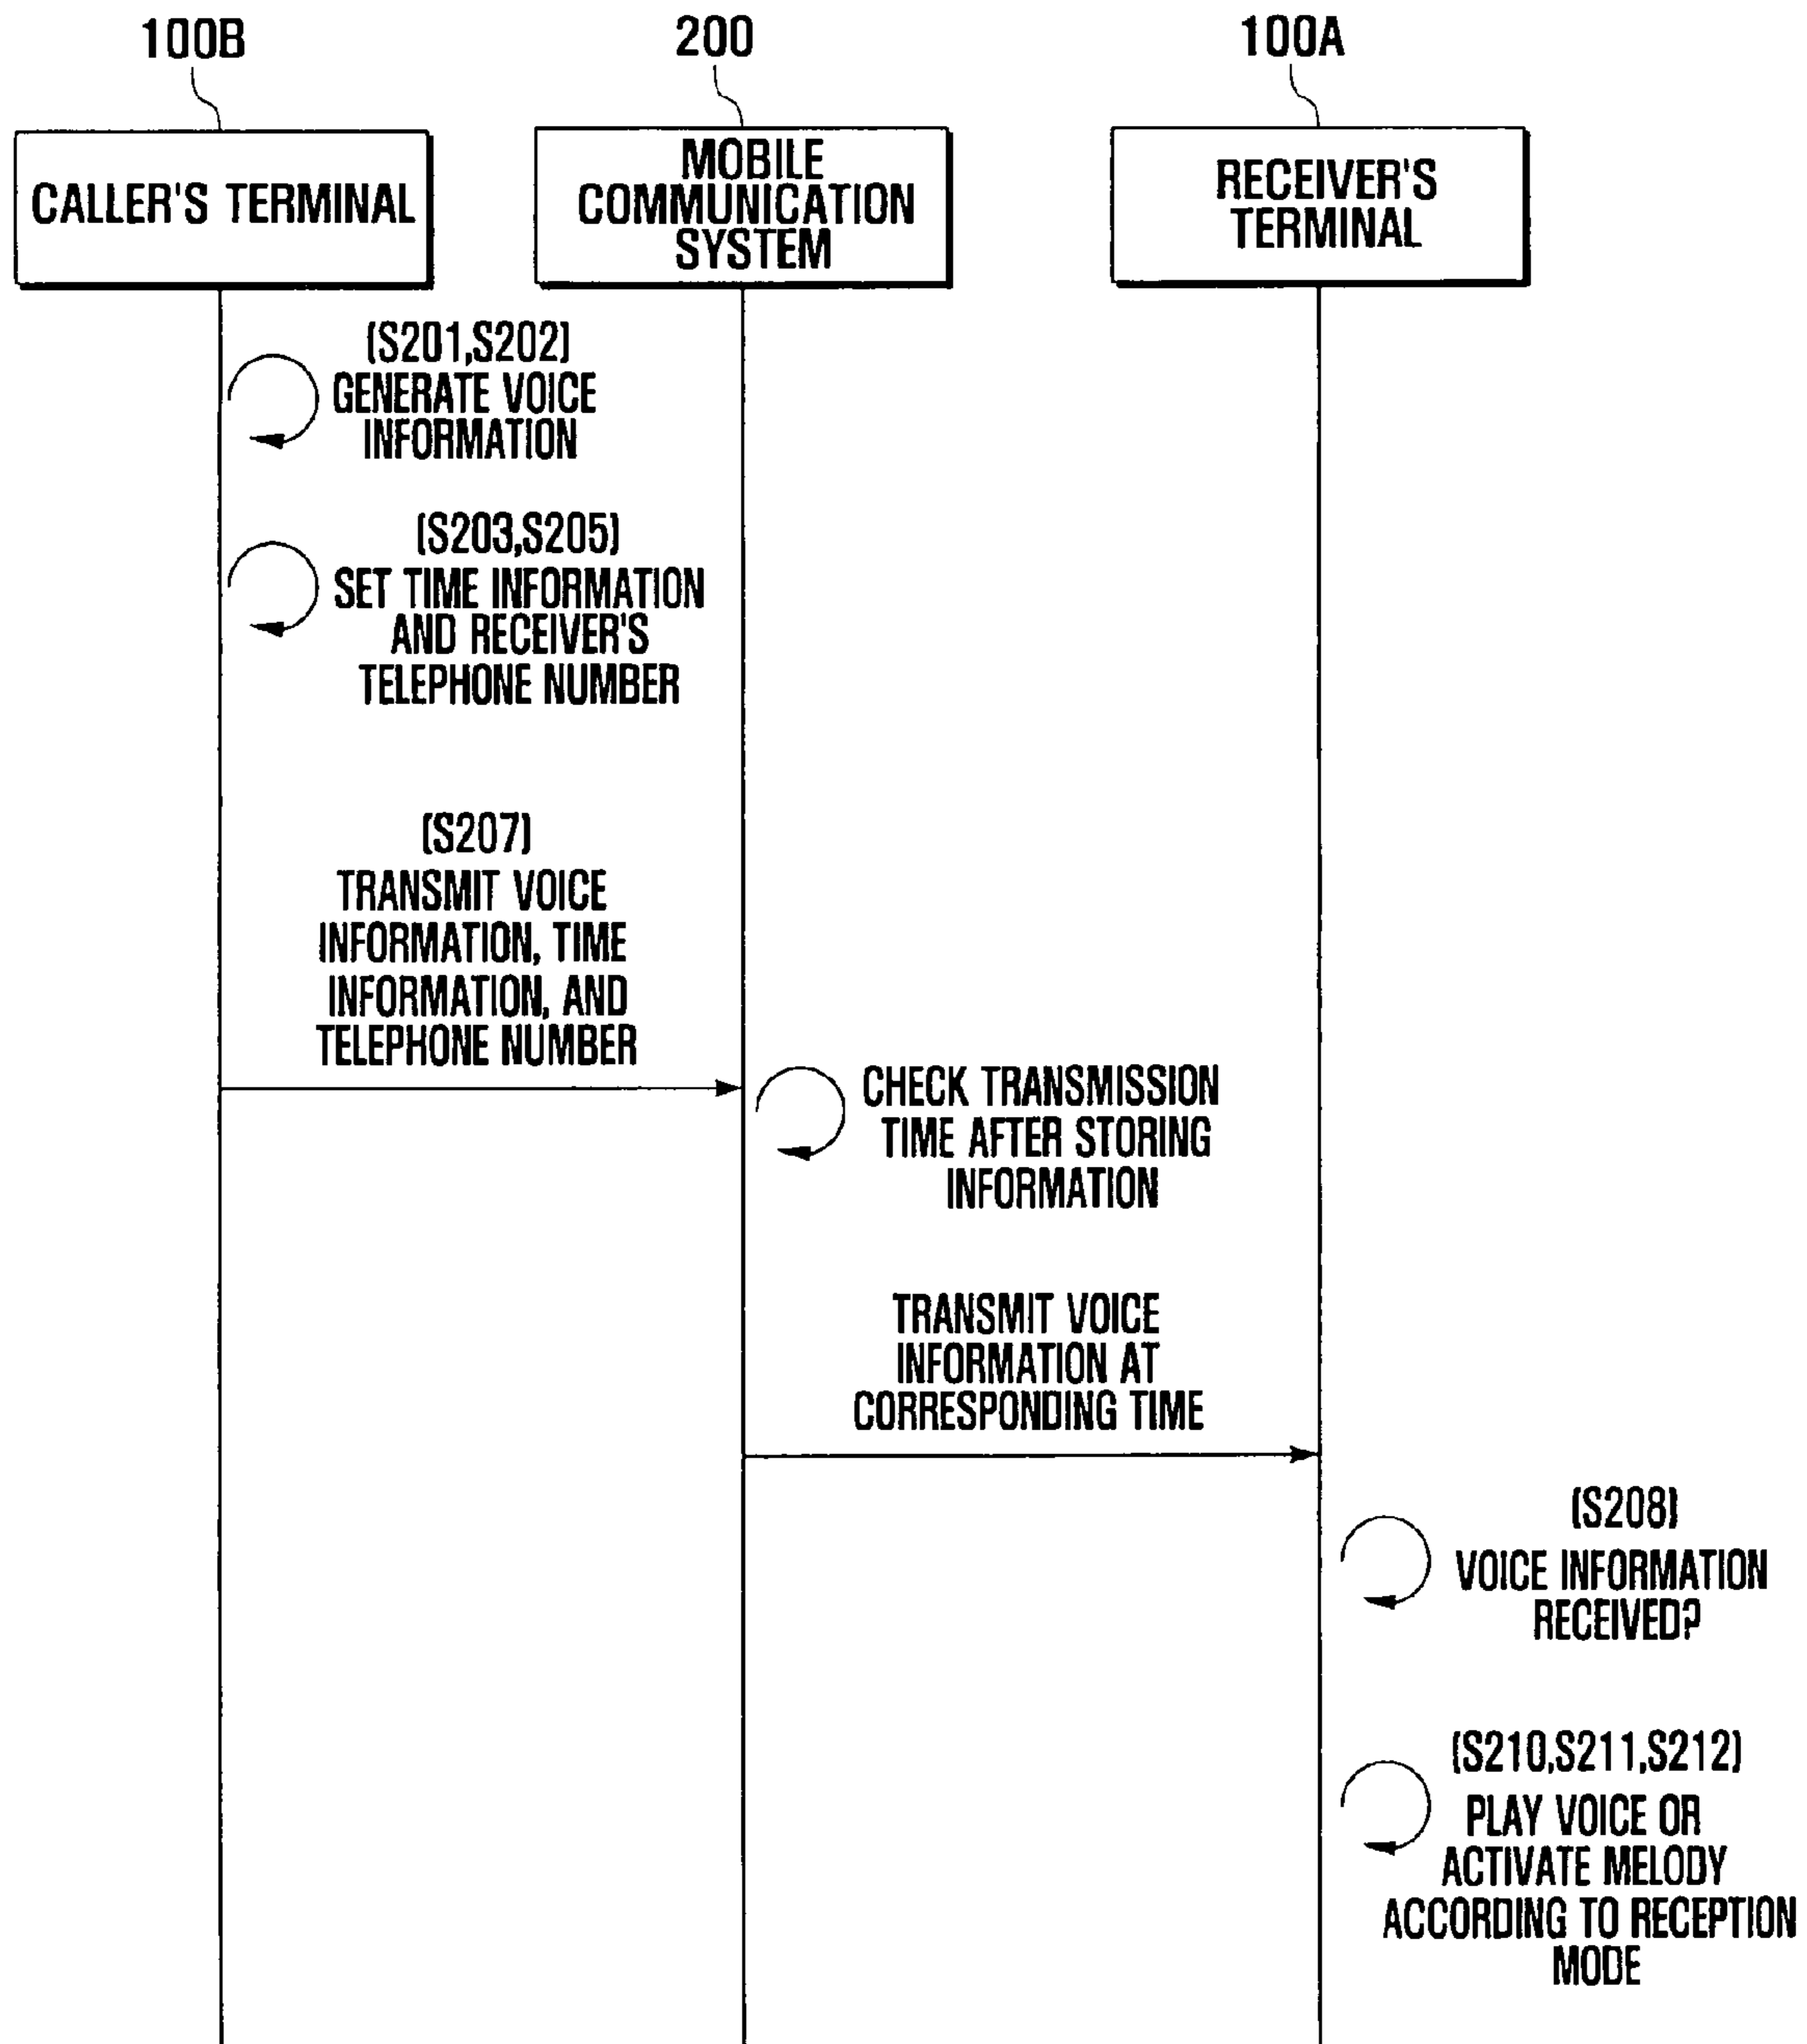 100B
200
100A
CALLER'S TERMINAL
MOBILE
COMMUNICATION
SYSTEM
RECEIVER'S
TERMINAL
(S201,S202)
GENERATE VOICE
INFORMATION
(S203,S205)
SET TIME INFORMATION
AND RECEIVER'S
TELEPHONE NUMBER
(S207)
TRANSMIT VOICE
INFORMATION, TIME
INFORMATION, AND
TELEPHONE NUMBER
CHECK TRANSMISSION
TIME AFTER STORING
INFORMATION
TRANSMIT VOICE
INFORMATION AT
CORRESPONDING TIME
(S208)
VOICE INFORMATION
RECEIVED?
(S210,S211,S212)
PLAY VOICE OR
ACTIVATE MELODY
ACCORDING TO RECEPTION
MODE